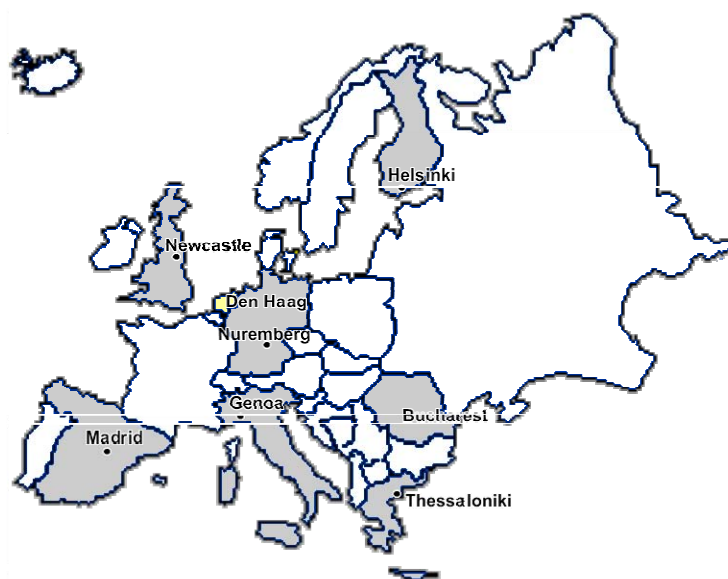 Helsinki
Newcastle
Den Haag
Nuremberg
Genoa
Bucharest
Madrid
Thessaloniki